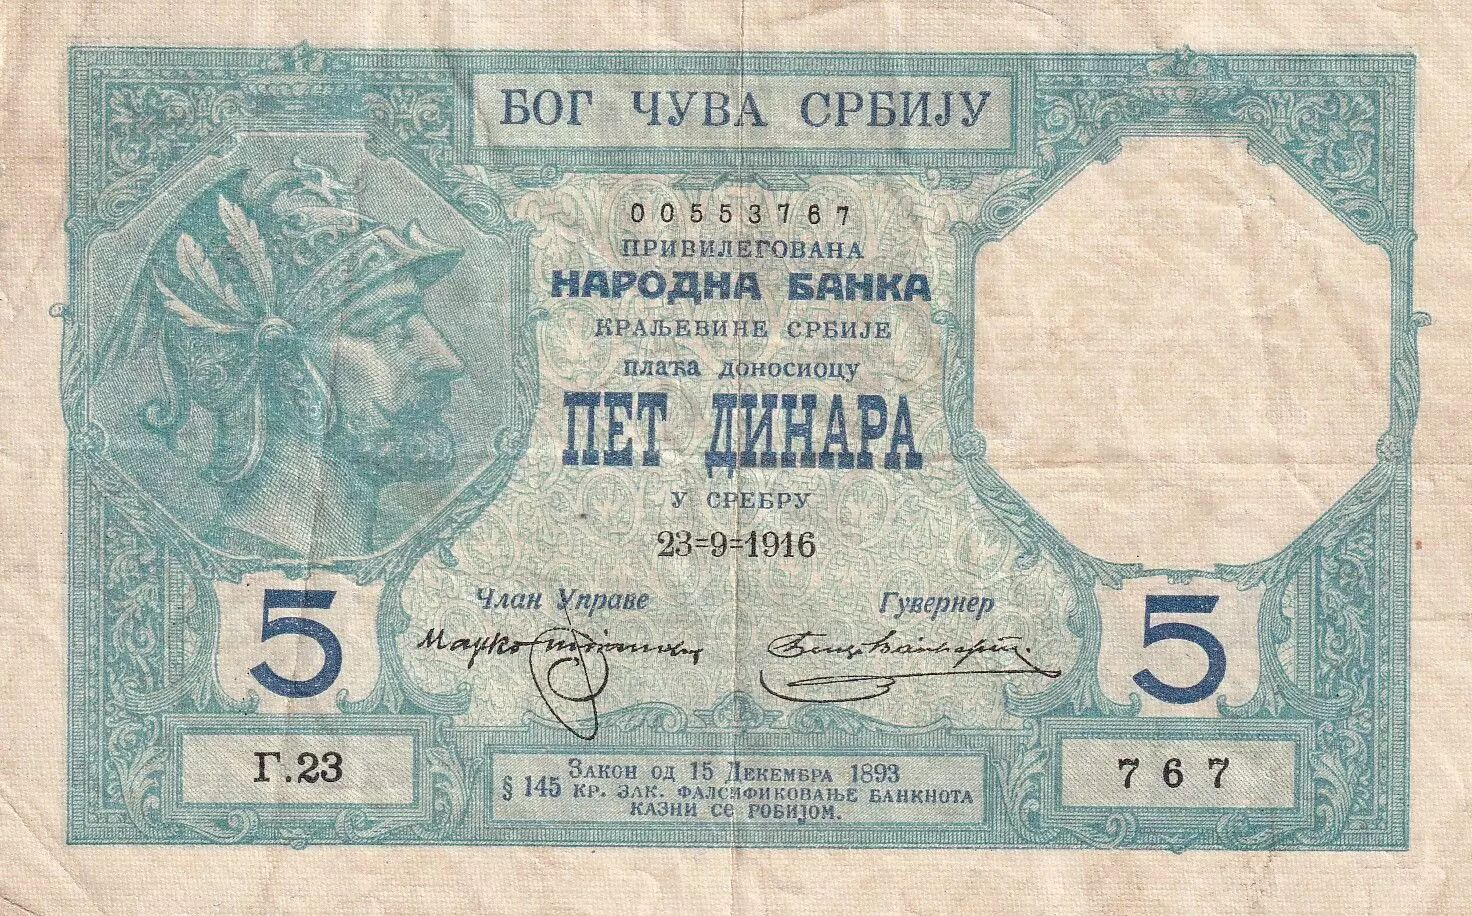 БОГ ЧУВА СРБИЈУ
00553767
ПРИВИЛЕГОВАНА
НАРОДНА БАНКА
КРАЉЕВИНЕ СРБИЈЕ
ПЛАЋА ДОНОСИОЦУ
ПЕТ ДИНАРА
У СРЕБРУ
23=9=1916
Члан Управе
Гувернер
Марко
5
5
Г.23
ЗАКОН ОД 15 ДЕКЕМБРА 1893
§ 145 КР. ЗАК. ФАЛСИФИКОВАЊЕ БАНКНОТА
КАЗНИ СЕ РОБИЈОМ.
767